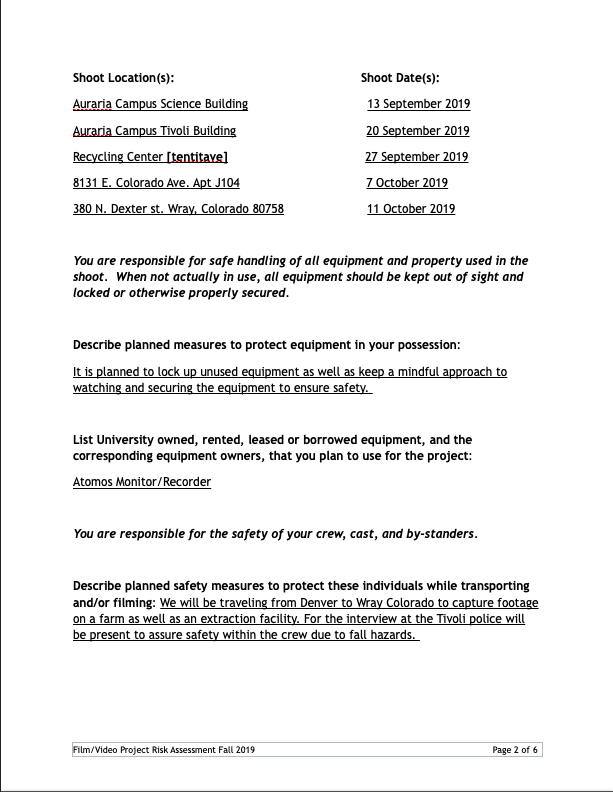 Shoot Location(s): Shoot Date(s):
Auraria Campus Science Building 13 September 2019
Auraria Campus Tivoli Building 20 September 2019
Recycling Center [tentitave] 27 September 2019
8131 E. Colorado Ave. Apt J104 7 October 2019
380 N. Dexter st. Wray, Colorado 80758 11 October 2019
You are responsible for safe handling of all equipment and property used in the
shoot.  When not actually in use, all equipment should be kept out of sight and
locked or otherwise properly secured.
Describe planned measures to protect equipment in your possession:
It is planned to lock up unused equipment as well as keep a mindful approach to
watching and securing the equipment to ensure safety.
List University owned, rented, leased or borrowed equipment, and the
corresponding equipment owners, that you plan to use for the project:
Atomos Monitor/Recorder
You are responsible for the safety of your crew, cast, and by-standers.
Describe planned safety measures to protect these individuals while transporting
and/or filming: We will be traveling from Denver to Wray Colorado to capture footage
on a farm as well as an extraction facility. For the interview at the Tivoli police will
be present to assure safety within the crew due to fall hazards.
Film/Video Project Risk Assessment Fall 2019 Page 2 of 6